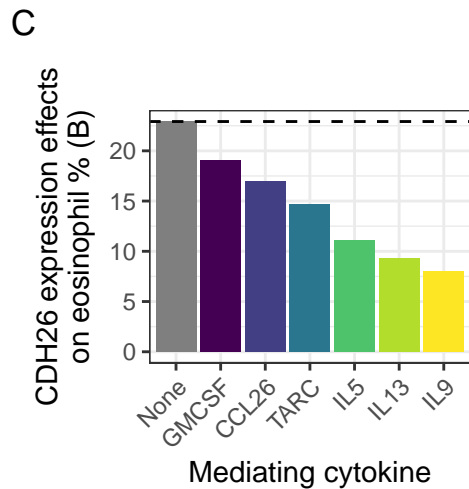 C
CDH26 expression effects
on eosinophil % (B)
20
15
10
5
0
None
GMCSF
CCL26
TARC
IL5
IL13
IL9
Mediating cytokine